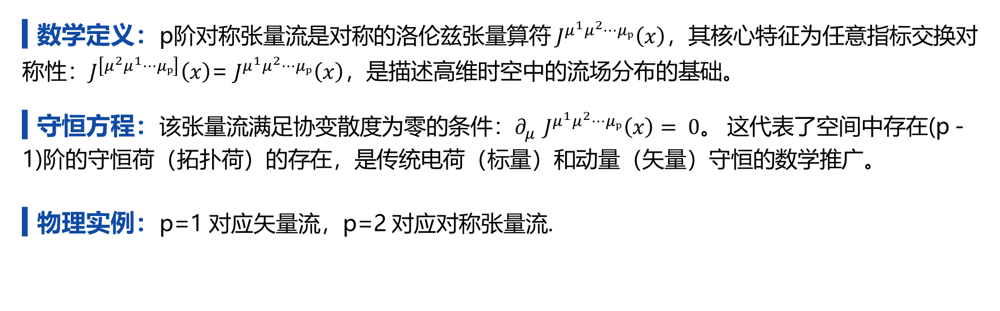 数学定义：p阶对称张量流是对称的洛伦兹张量算符 J^{μ^1 μ^2⋯μ_p}(x)，其核心特征为任意指标交换对
称性：J^{[μ^2 μ^1⋯μ_p]}(x)= J^{μ^1 μ^2⋯μ_p}(x)，是描述高维时空中的流场分布的基础。
守恒方程：该张量流满足协变散度为零的条件：∂_μ J^{μ^1 μ^2⋯μ_p}(x) = 0。 这代表了空间中存在(p -
1)阶的守恒荷（拓扑荷）的存在，是传统电荷（标量）和动量（矢量）守恒的数学推广。
物理实例：p=1 对应矢量流，p=2 对应对称张量流.